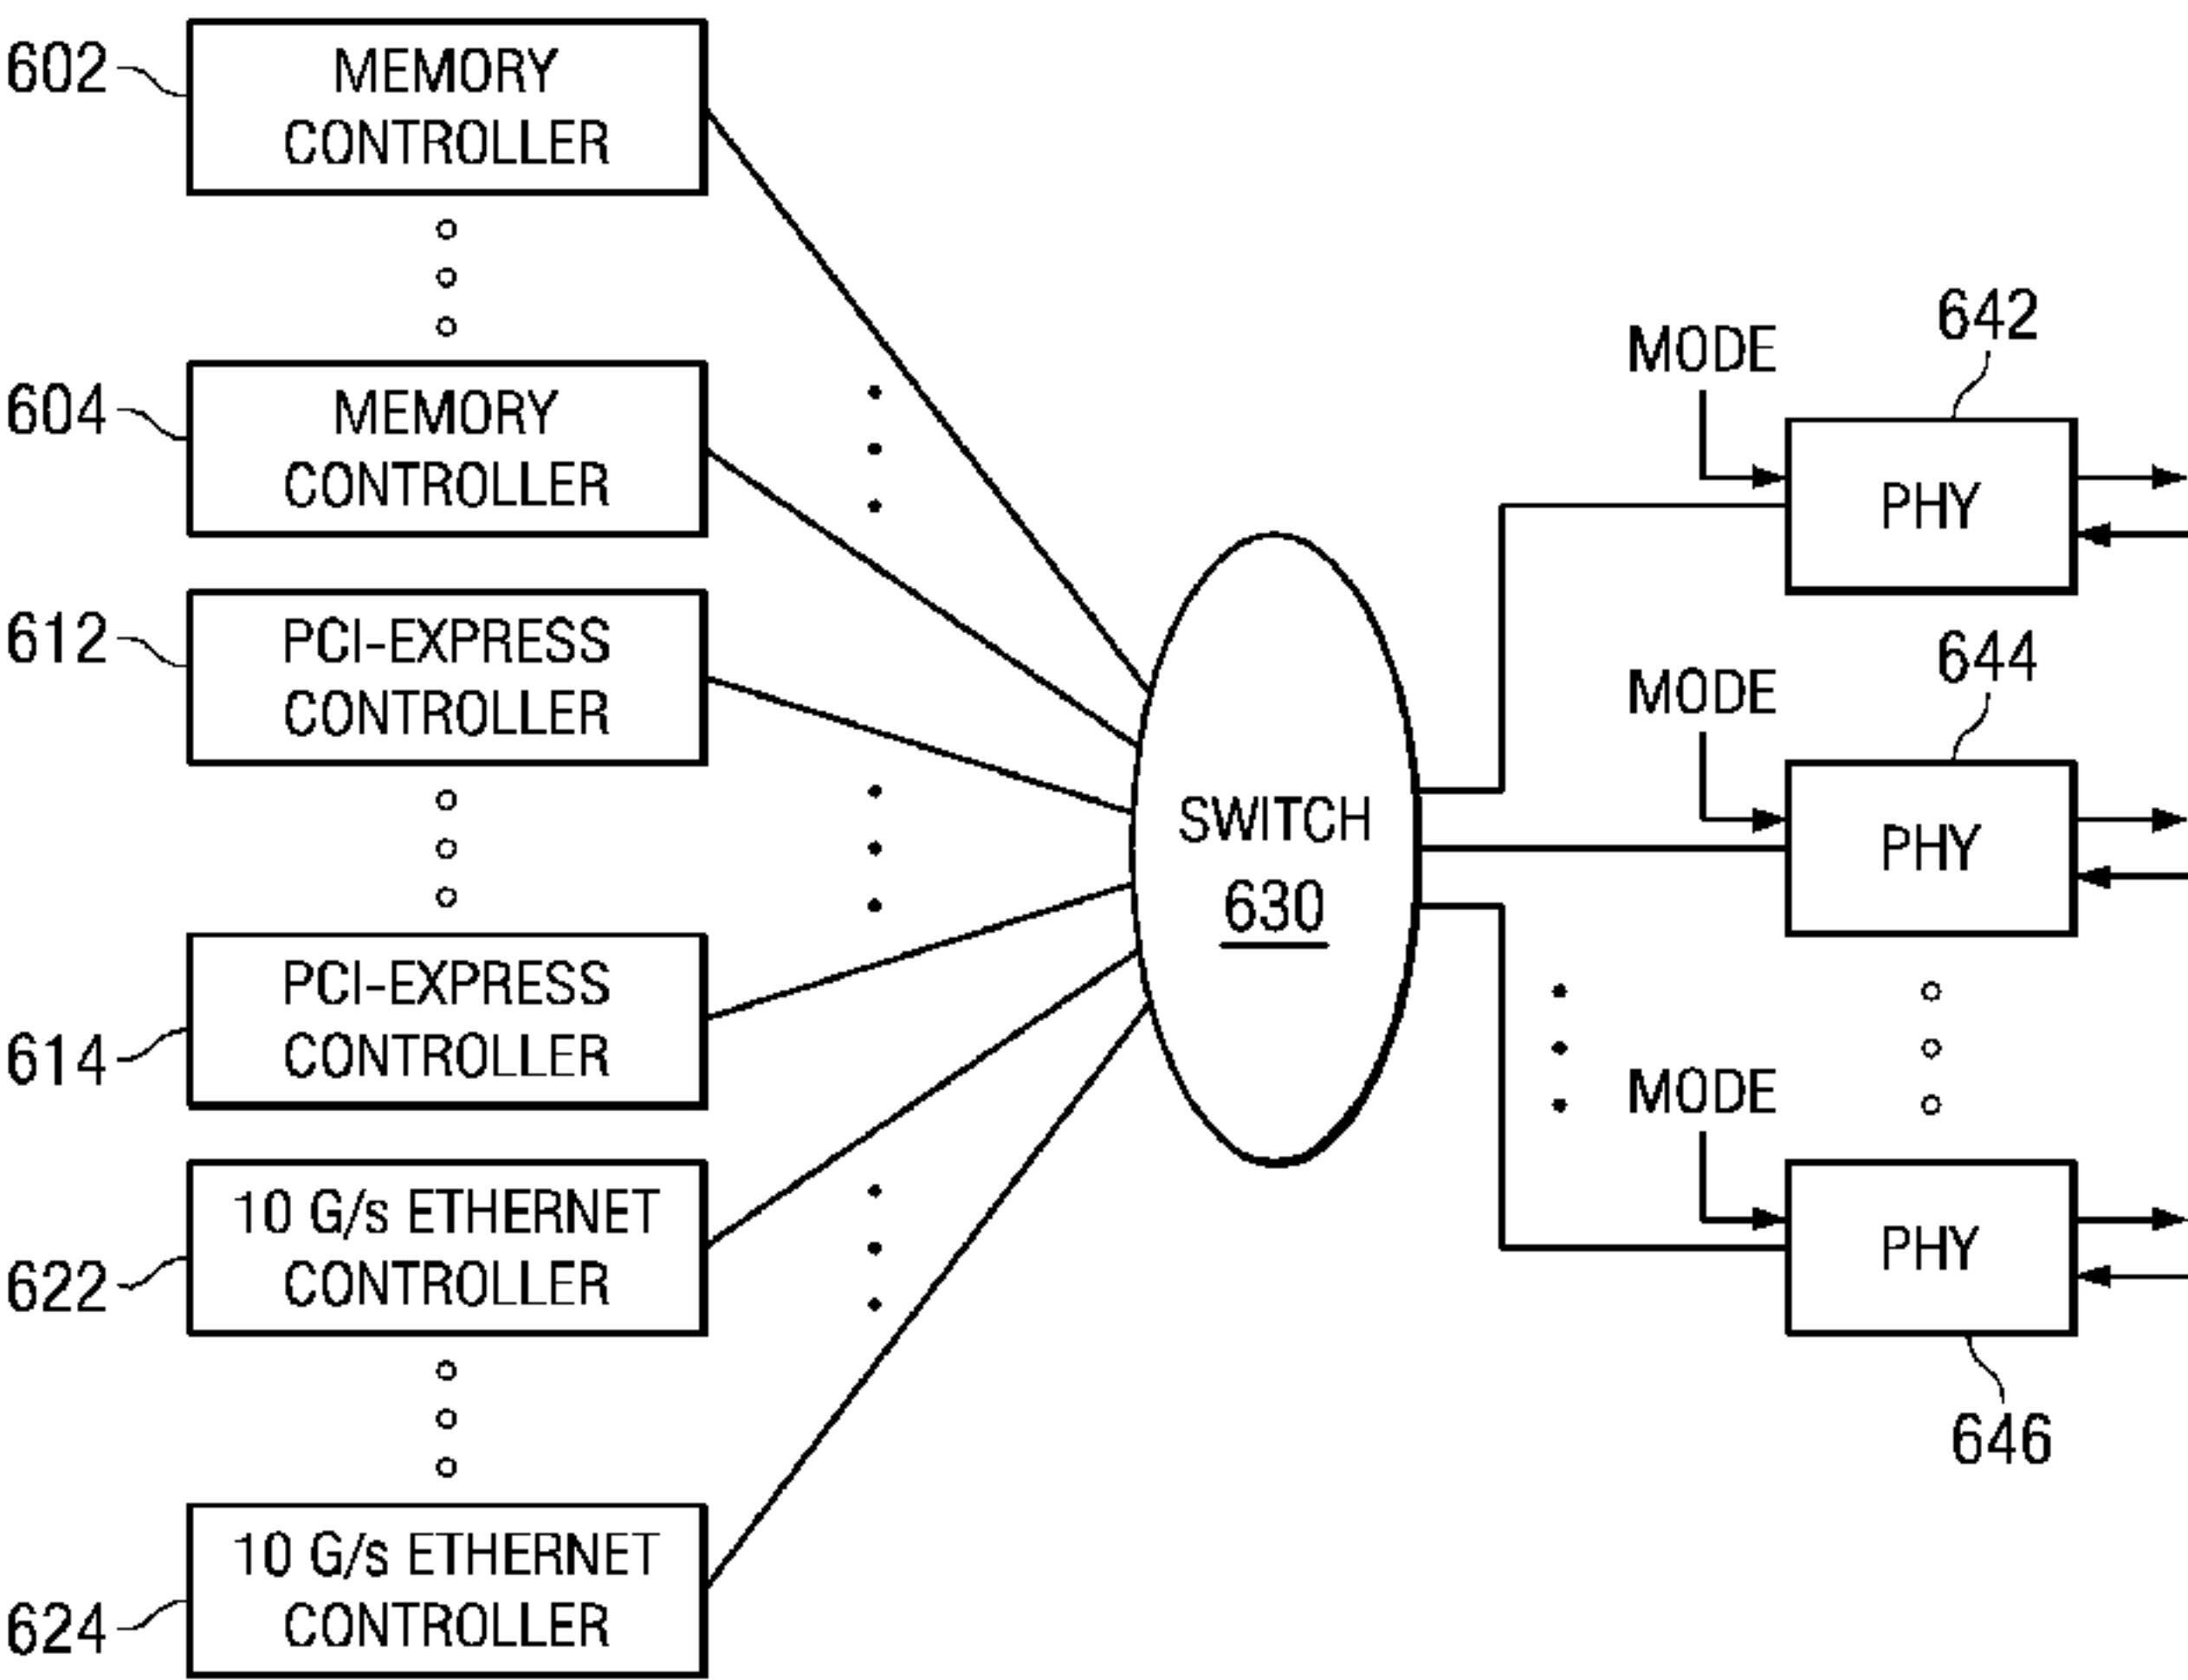 602
MEMORY
CONTROLLER
604
MEMORY
CONTROLLER
612
PCI-EXPRESS
CONTROLLER
614
PCI-EXPRESS
CONTROLLER
622
10 G/s ETHERNET
CONTROLLER
624
10 G/s ETHERNET
CONTROLLER
SWITCH
630
MODE
642
PHY
MODE
644
PHY
MODE
PHY
646